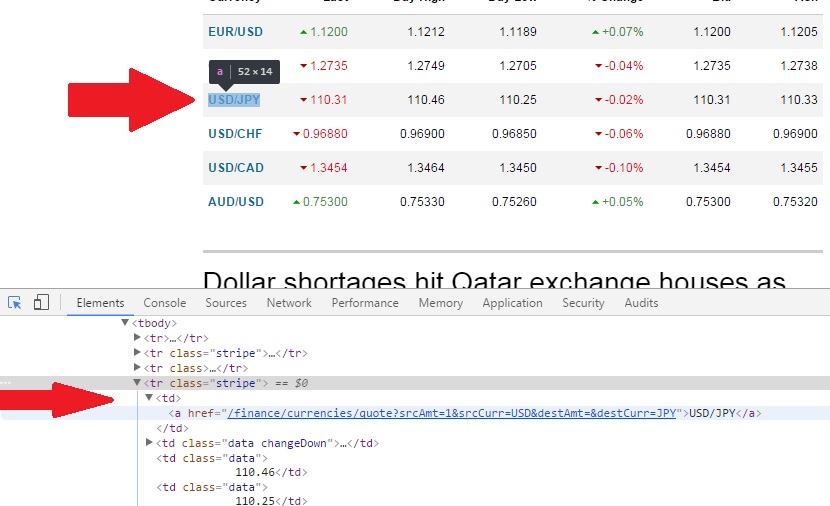 EUR/USD 1.1200 1.1212 1.1189 +0.07% 1.1200 1.1205
1.2735 1.2749 1.2705 -0.04% 1.2735 1.2738
a 52 × 14
USD/JPY 110.31 110.46 110.25 -0.02% 110.31 110.33
USD/CHF 0.96880 0.96900 0.96850 -0.06% 0.96880 0.96900
USD/CAD 1.3454 1.3464 1.3450 -0.10% 1.3454 1.3455
AUD/USD 0.75300 0.75330 0.75260 +0.05% 0.75300 0.75320
Dollar shortages hit Qatar exchange houses as
Elements Console Sources Network Performance Memory Application Security Audits
<tbody>
<tr>…</tr>
<tr class="stripe">…</tr>
<tr class>…</tr>
… <tr class="stripe"> == $0
<td>
<a href="/finance/currencies/quote?srcAmt=1&srcCurr=USD&destAmt=&destCurr=JPY">USD/JPY</a>
</td>
<td class="data changeDown">…</td>
<td class="data">
110.46</td>
<td class="data">
110.25</td>